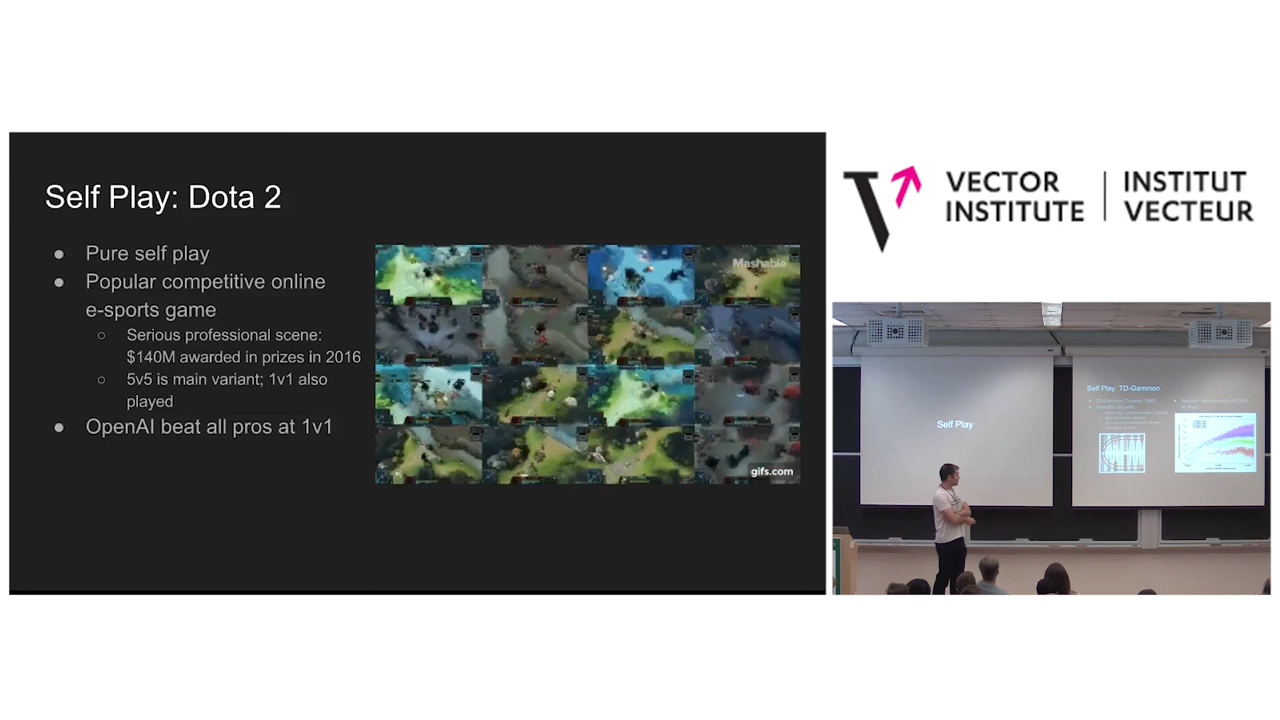 Self Play: Dota 2
● Pure self play
● Popular competitive online
e-sports game
○ Serious professional scene:
$140M awarded in prizes in 2016
○ 5v5 is main variant; 1v1 also
played
● OpenAI beat all pros at 1v1
Mashable
gifs.com
VECTOR
INSTITUTE
INSTITUT
VECTEUR
Self Play
Self Play: TD-Gammon